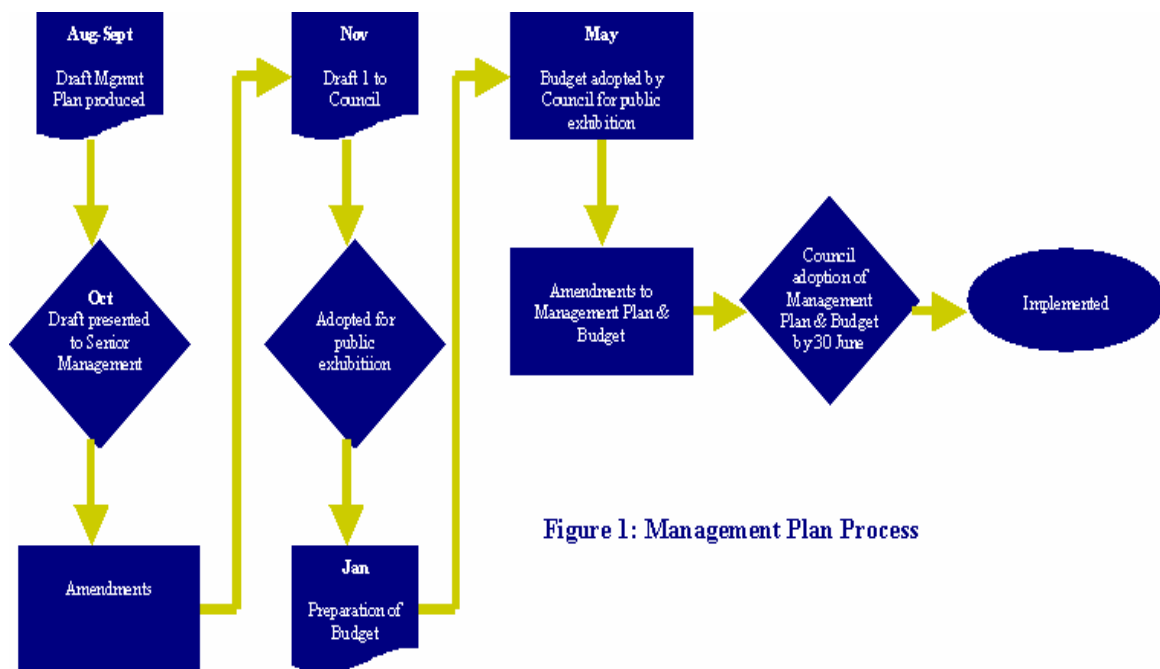 Aug-Sept
Draft Mgmnt
Plan produced
Oct
Draft presented
to Senior
Management
Amendments
Nov
Draft 1 to
Council
Adopted for
public
exhibitiion
Jan
Preparation of
Budget
May
Budget adopted by
Council for public
exhibition
Amendments to
Management Plan &
Budget
Council
adoption of
Management
Plan & Budget
by 30 June
Implemented
Figure 1: Management Plan Process